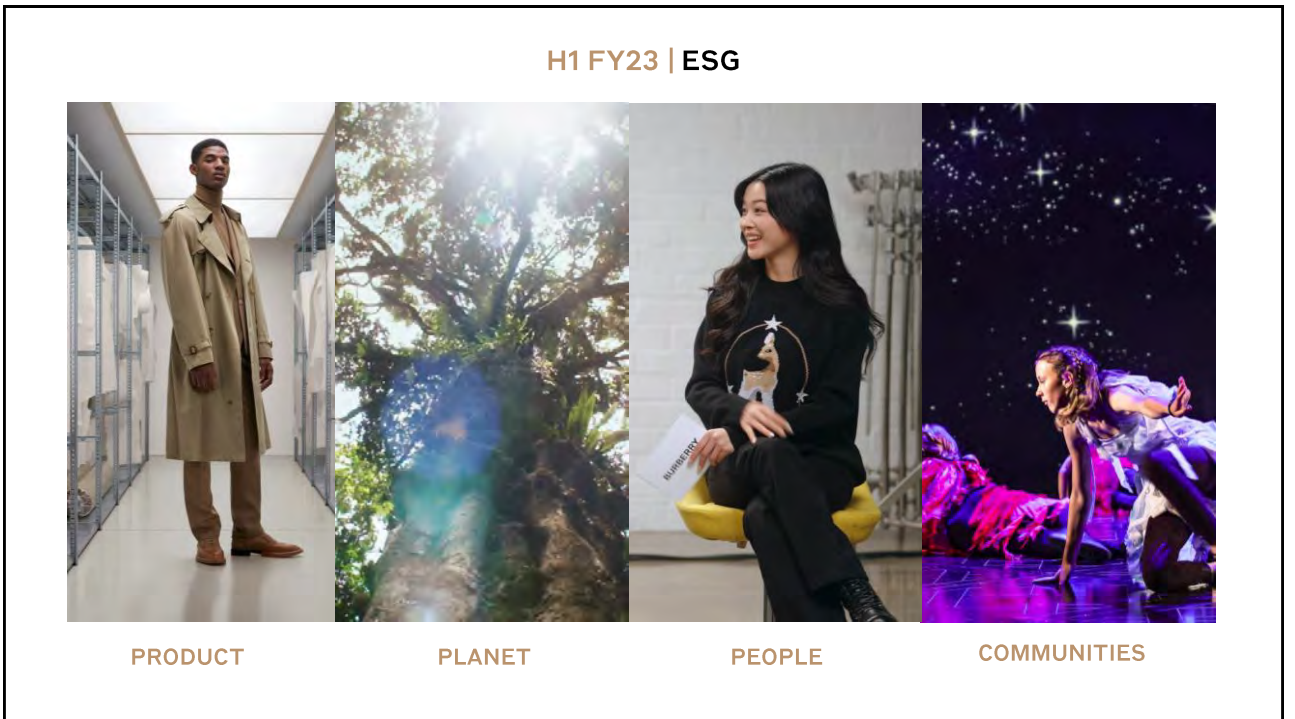 H1 FY23 | ESG
BURBERRY
PRODUCT
PLANET
PEOPLE
COMMUNITIES